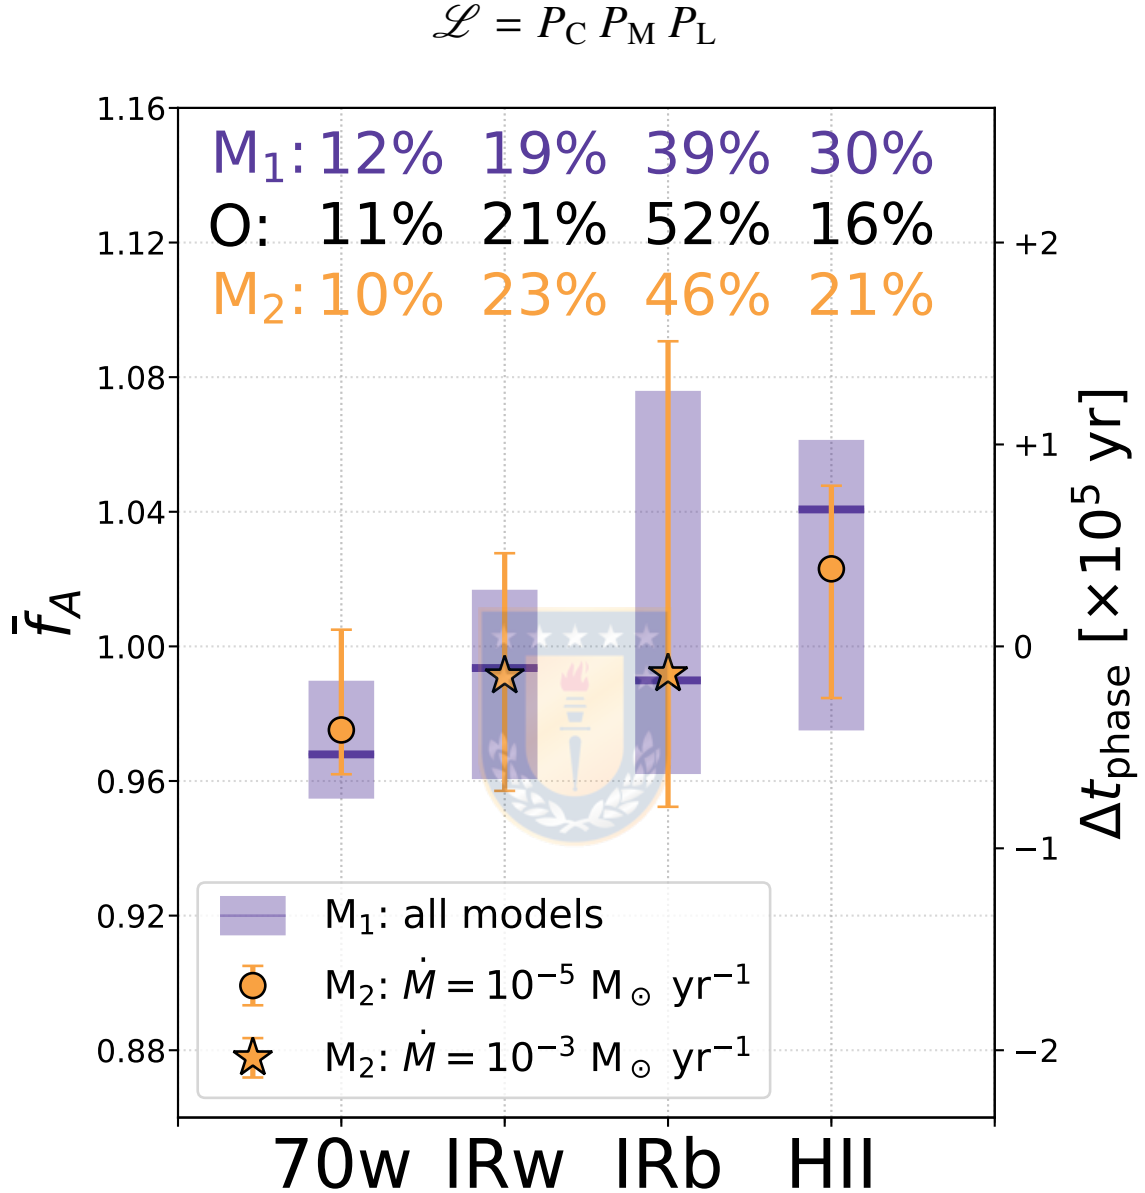 ℒ = P_C P_M P_L
1.16
M₁: 12% 19% 39% 30%
O: 11% 21% 52% 16%
1.12
+2
M₂: 10% 23% 46% 21%
1.08
+1
1.04
f̄_A
1.00
0
Δt_phase [×10⁵ yr]
0.96
−1
0.92
M₁: all models
M₂: Ṁ = 10⁻⁵ M_⊙ yr⁻¹
0.88
M₂: Ṁ = 10⁻³ M_⊙ yr⁻¹
−2
70w IRw IRb HII